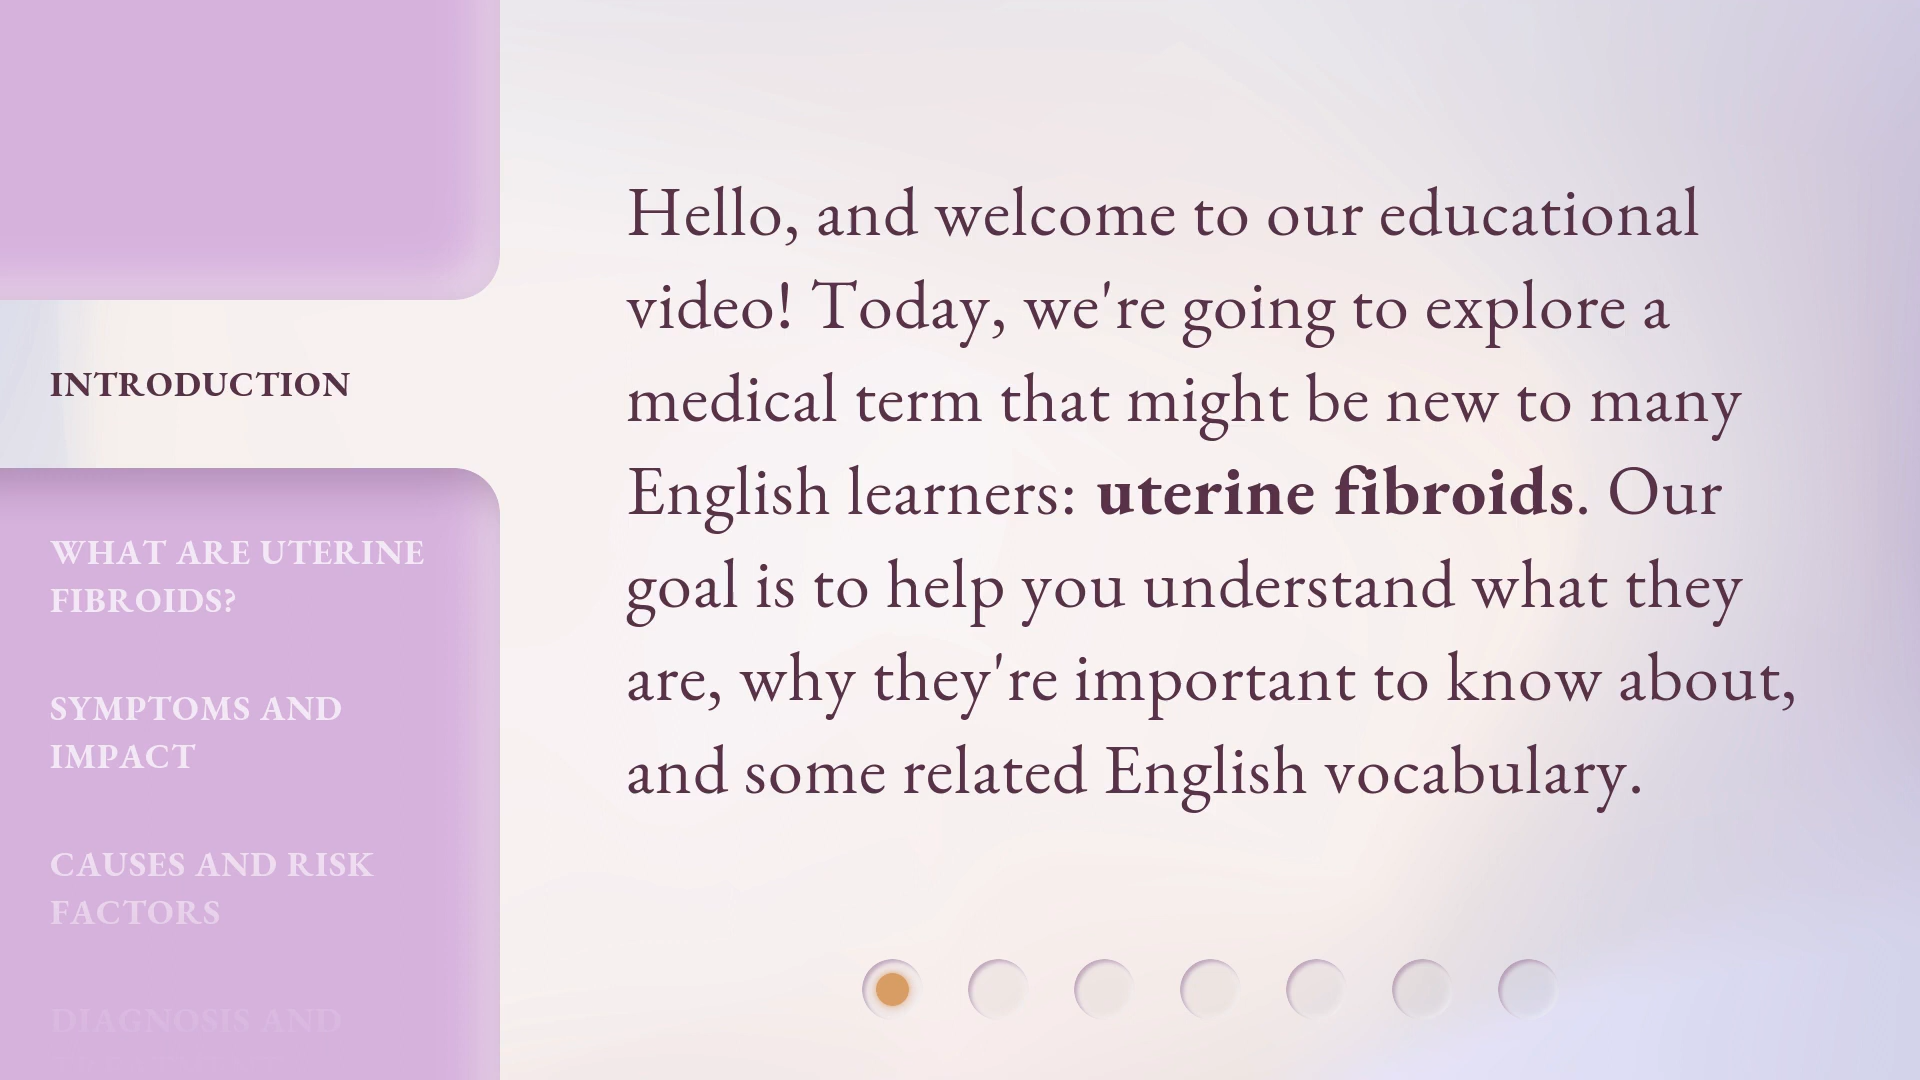 INTRODUCTION
WHAT ARE UTERINE
FIBROIDS?
SYMPTOMS AND
IMPACT
CAUSES AND RISK
FACTORS
DIAGNOSIS AND
Hello, and welcome to our educational
video! Today, we're going to explore a
medical term that might be new to many
English learners: uterine fibroids. Our
goal is to help you understand what they
are, why they're important to know about,
and some related English vocabulary.